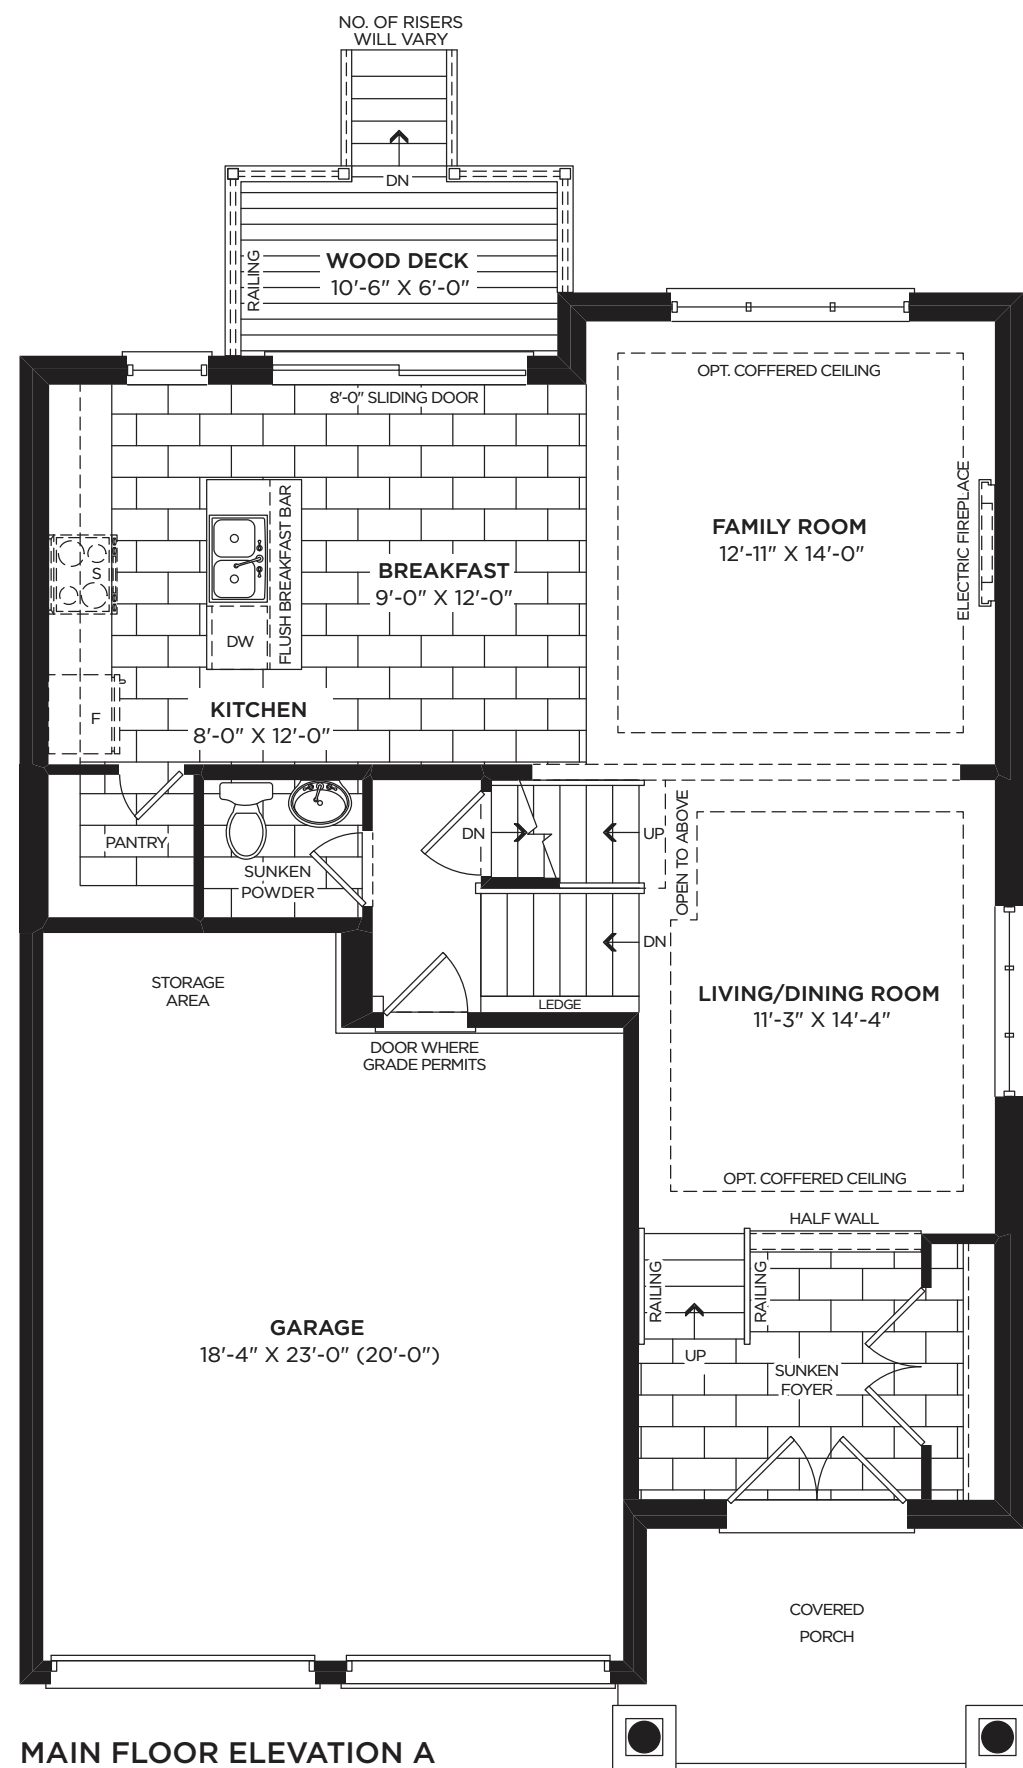 NO. OF RISERS
WILL VARY
DN
RAILING
WOOD DECK
10'-6" X 6'-0"
8'-0" SLIDING DOOR
OPT. COFFERED CEILING
ELECTRIC FIREPLACE
FAMILY ROOM
12'-11" X 14'-0"
S
FLUSH BREAKFAST BAR
BREAKFAST
9'-0" X 12'-0"
DW
F
KITCHEN
8'-0" X 12'-0"
PANTRY
SUNKEN
POWDER
DN
UP
OPEN TO ABOVE
DN
LEDGE
STORAGE
AREA
LIVING/DINING ROOM
11'-3" X 14'-4"
DOOR WHERE
GRADE PERMITS
OPT. COFFERED CEILING
HALF WALL
RAILING
RAILING
UP
SUNKEN
FOYER
GARAGE
18'-4" X 23'-0" (20'-0")
COVERED
PORCH
MAIN FLOOR ELEVATION A